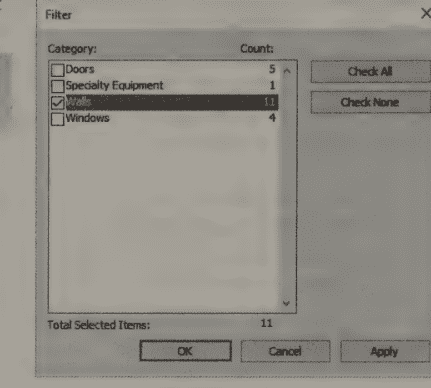 Filter
Category: Count:
Doors 5
Specialty Equipment 1
Walls 11
Windows 4
Check All
Check None
Total Selected Items: 11
OK Cancel Apply